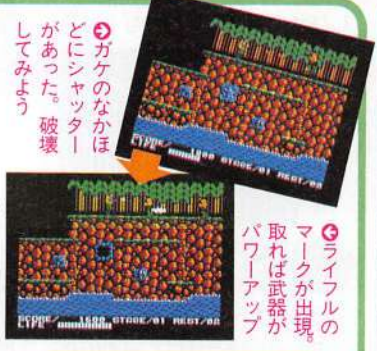 ➲ガケのなかほ
どにシャッター
があった。破壊
してみよう
1500 STAGE/01 REST/02
LIFE
➲ライフルの
マークが出現。
取れば武器が
パワーアップ
SCORE/ 1500 STAGE/01 REST/02
LIFE